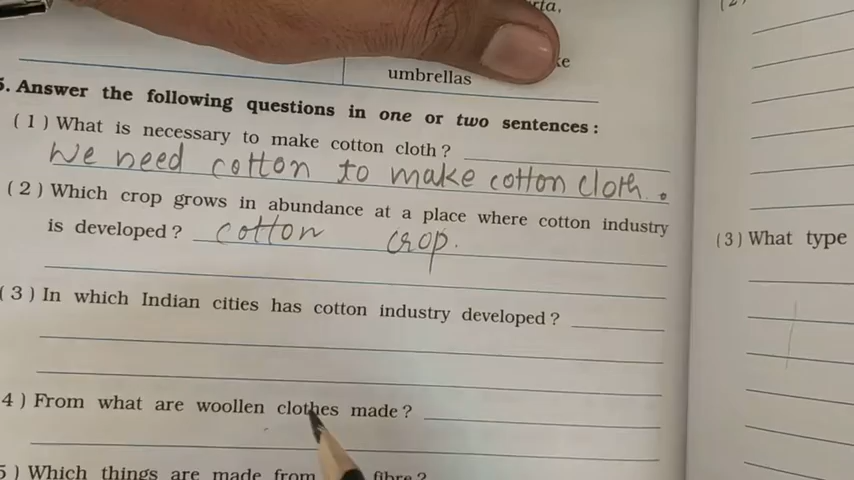 umbrellas
5. Answer the following questions in one or two sentences :
( 1 ) What is necessary to make cotton cloth ?
We need cotton to make cotton cloth.
( 2 ) Which crop grows in abundance at a place where cotton industry
is developed ? cotton crop.
( 3 ) In which Indian cities has cotton industry developed ?
4 ) From what are woollen clothes made ?
5 ) Which things are made from fibre ?
( 3 ) What type